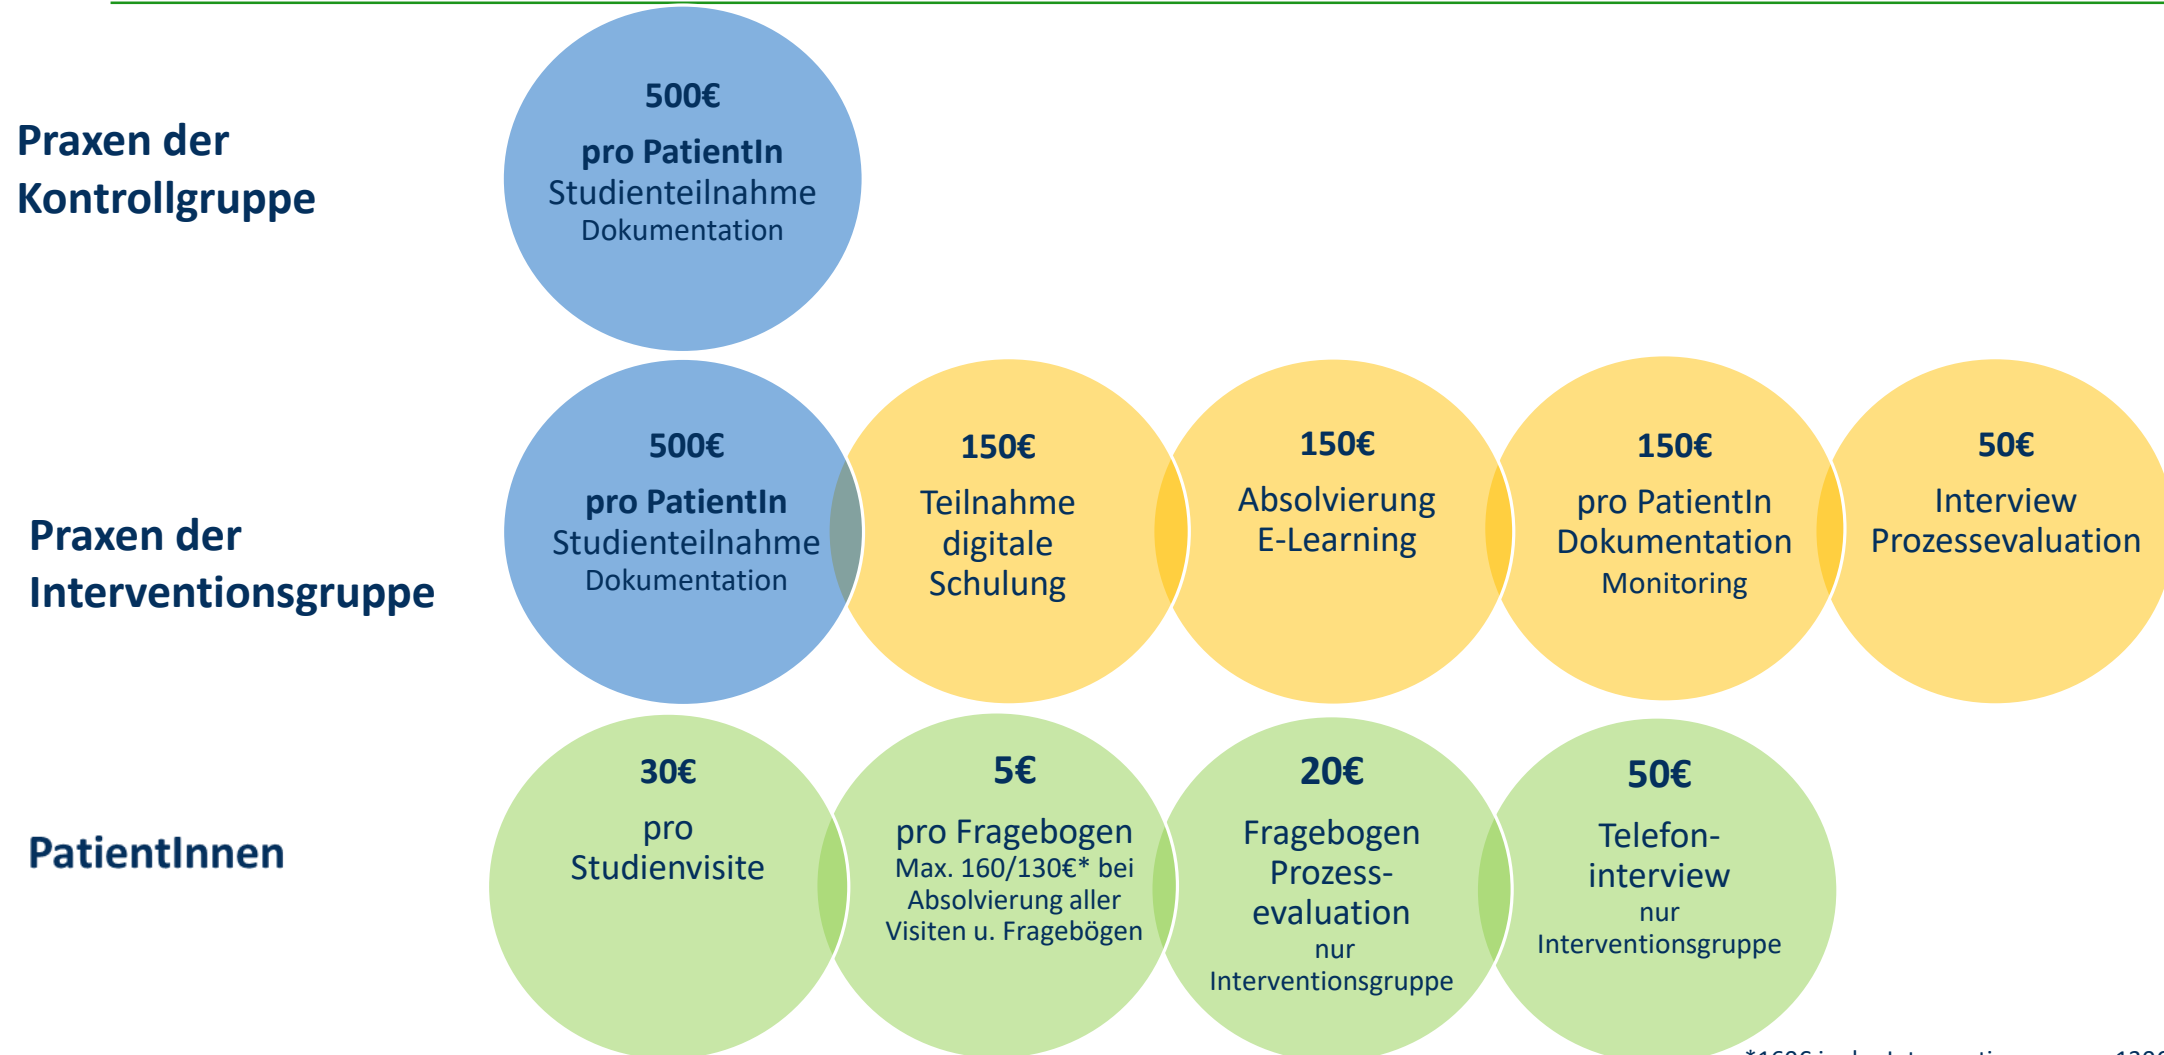 Praxen der
Kontrollgruppe
500€
pro PatientIn
Studienteilnahme
Dokumentation
Praxen der
Interventionsgruppe
500€
pro PatientIn
Studienteilnahme
Dokumentation
150€
Teilnahme
digitale
Schulung
150€
Absolvierung
E-Learning
150€
pro PatientIn
Dokumentation
Monitoring
50€
Interview
Prozessevaluation
PatientInnen
30€
pro
Studienvisite
5€
pro Fragebogen
Max. 160/130€* bei
Absolvierung aller
Visiten u. Fragebögen
20€
Fragebogen
Prozess-
evaluation
nur
Interventionsgruppe
50€
Telefon-
interview
nur
Interventionsgruppe